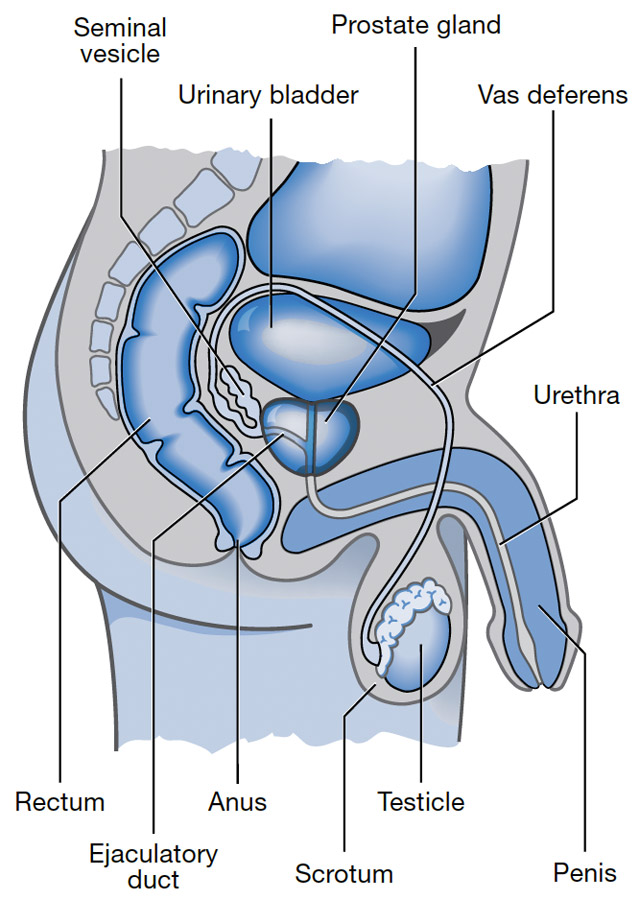 Seminal
vesicle
Prostate gland
Urinary bladder
Vas deferens
Urethra
Rectum
Anus
Testicle
Ejaculatory
duct
Scrotum
Penis